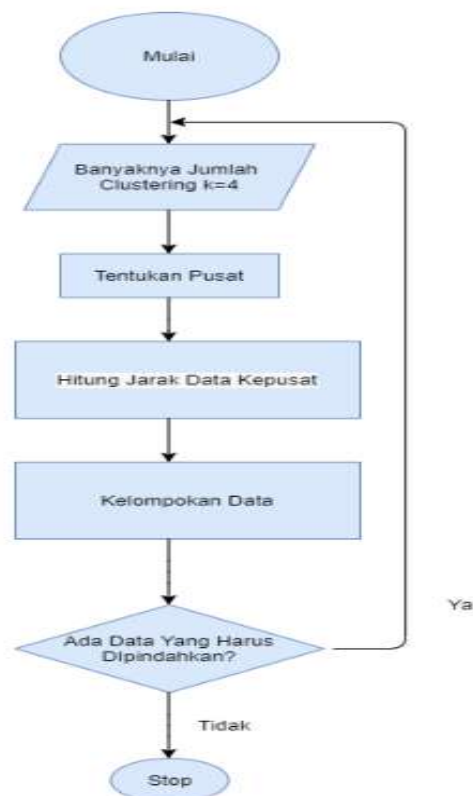 Mulai
Banyaknya Jumlah
Clustering k=4
Tentukan Pusat
Hitung Jarak Data Kepusat
Kelompokan Data
Ada Data Yang Harus
DIpindahkan?
Ya
Tidak
Stop